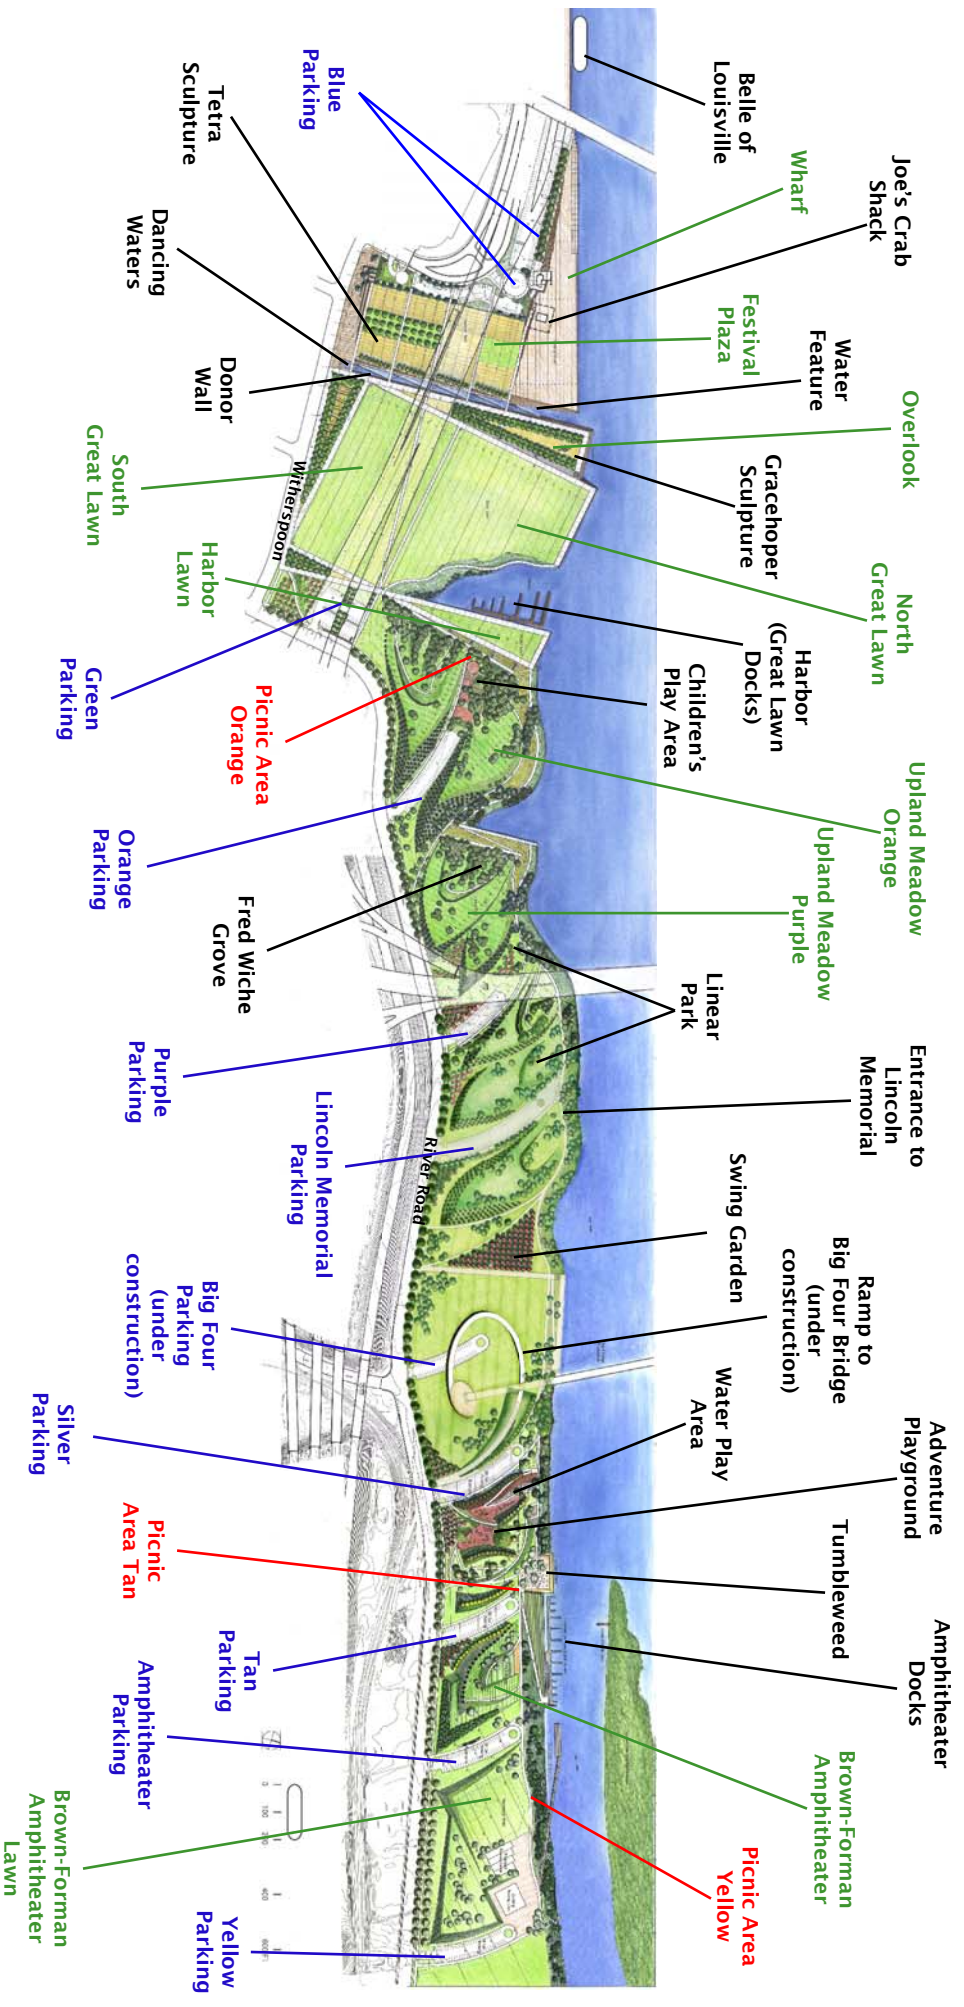 Belle of
Louisville
Wharf
Joe's Crab
Shack
Festival
Plaza
Water
Feature
Overlook
Gracehoper
Sculpture
North
Great Lawn
Harbor
(Great Lawn
Docks)
Children's
Play Area
Upland Meadow
Orange
Upland Meadow
Purple
Linear
Park
Entrance to
Lincoln
Memorial
Swing Garden
Ramp to
Big Four Bridge
(under
construction)
Water Play
Area
Adventure
Playground
Tumbleweed
Amphitheater
Docks
Brown-Forman
Amphitheater
Picnic Area
Yellow
Blue
Parking
Tetra
Sculpture
Dancing
Waters
Donor
Wall
South
Great Lawn
Witherspoon
Harbor
Lawn
Green
Parking
Picnic Area
Orange
Orange
Parking
Fred Wiche
Grove
Purple
Parking
Lincoln Memorial
Parking
River Road
Big Four
Parking
(under
construction)
Silver
Parking
Picnic
Area Tan
Tan
Parking
Amphitheater
Parking
Brown-Forman
Amphitheater
Lawn
Yellow
Parking
0 100 200 400